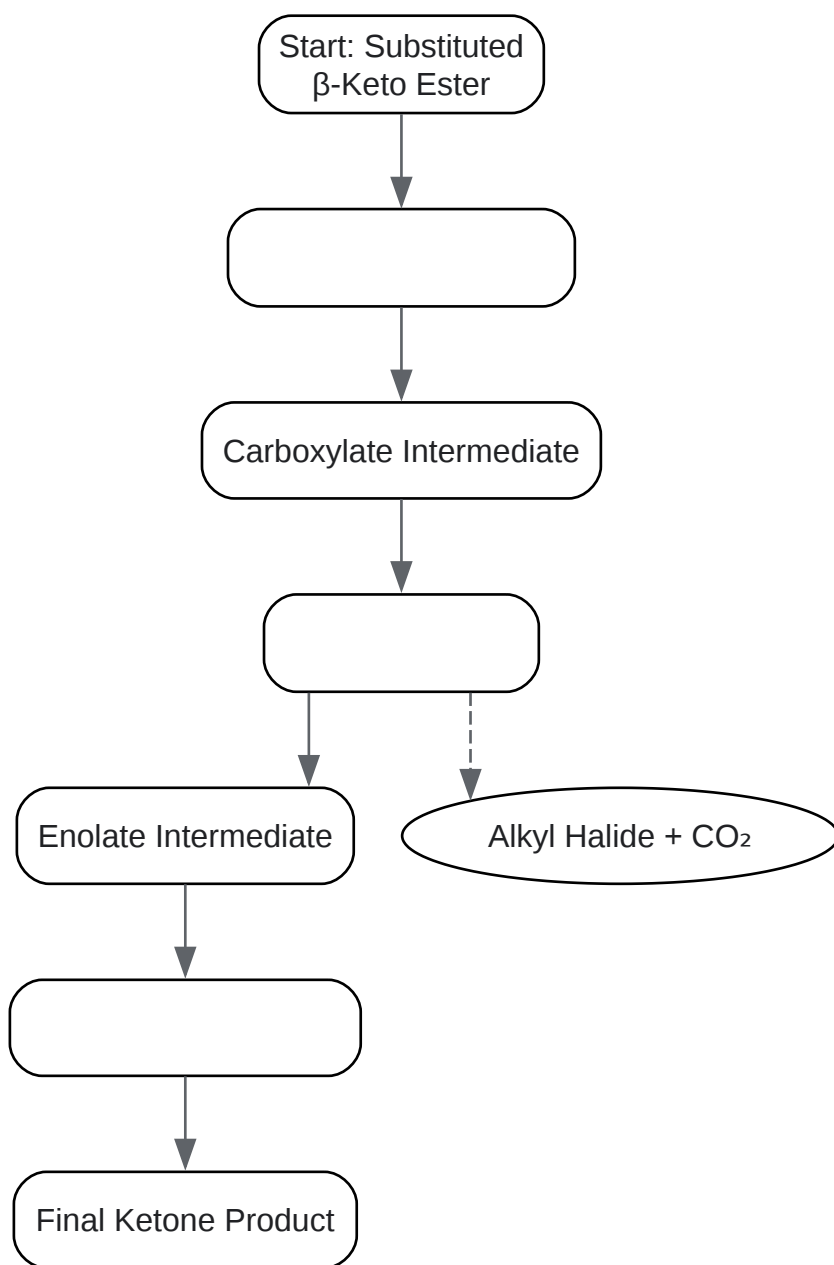 Start: Substituted
β-Keto Ester
Carboxylate Intermediate
Enolate Intermediate
Alkyl Halide + CO₂
Final Ketone Product